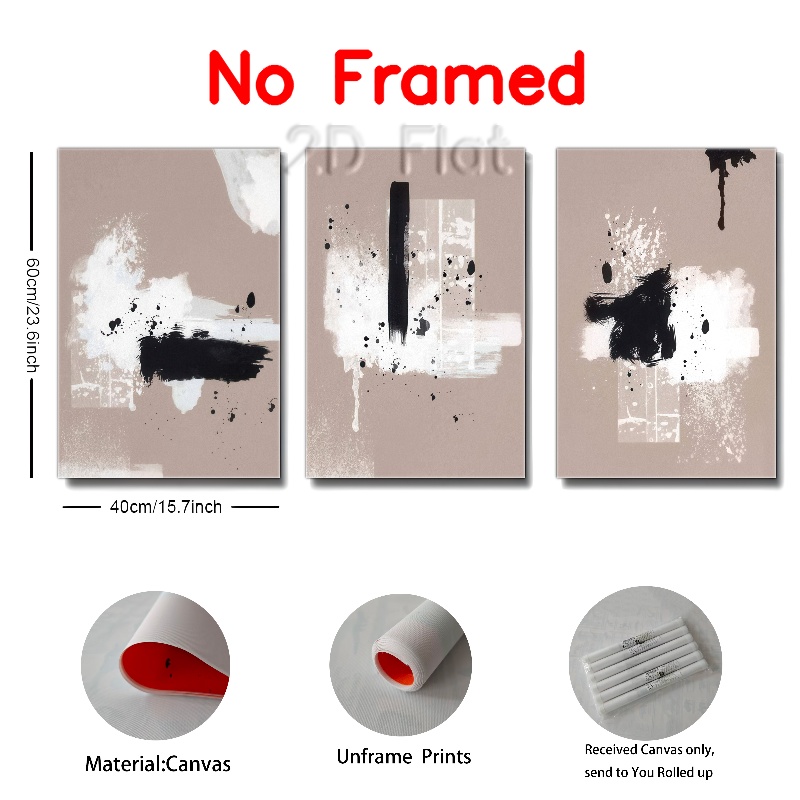 No Framed
2D Flat
60cm/23.6inch
40cm/15.7inch
Material:Canvas
Unframe Prints
Received Canvas only,
send to You Rolled up